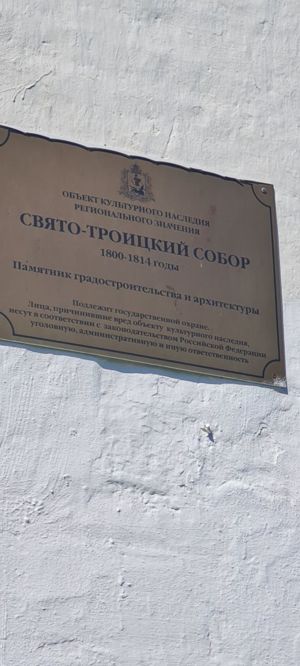 ОБЪЕКТ КУЛЬТУРНОГО НАСЛЕДИЯ
РЕГИОНАЛЬНОГО ЗНАЧЕНИЯ
СВЯТО-ТРОИЦКИЙ СОБОР
1800-1814 ГОДЫ
Памятник градостроительства и архитектуры
Подлежит государственной охране.
Лица, причинившие вред объекту культурного наследия,
несут в соответствии с законодательством Российской Федерации
уголовную, административную и иную ответственность